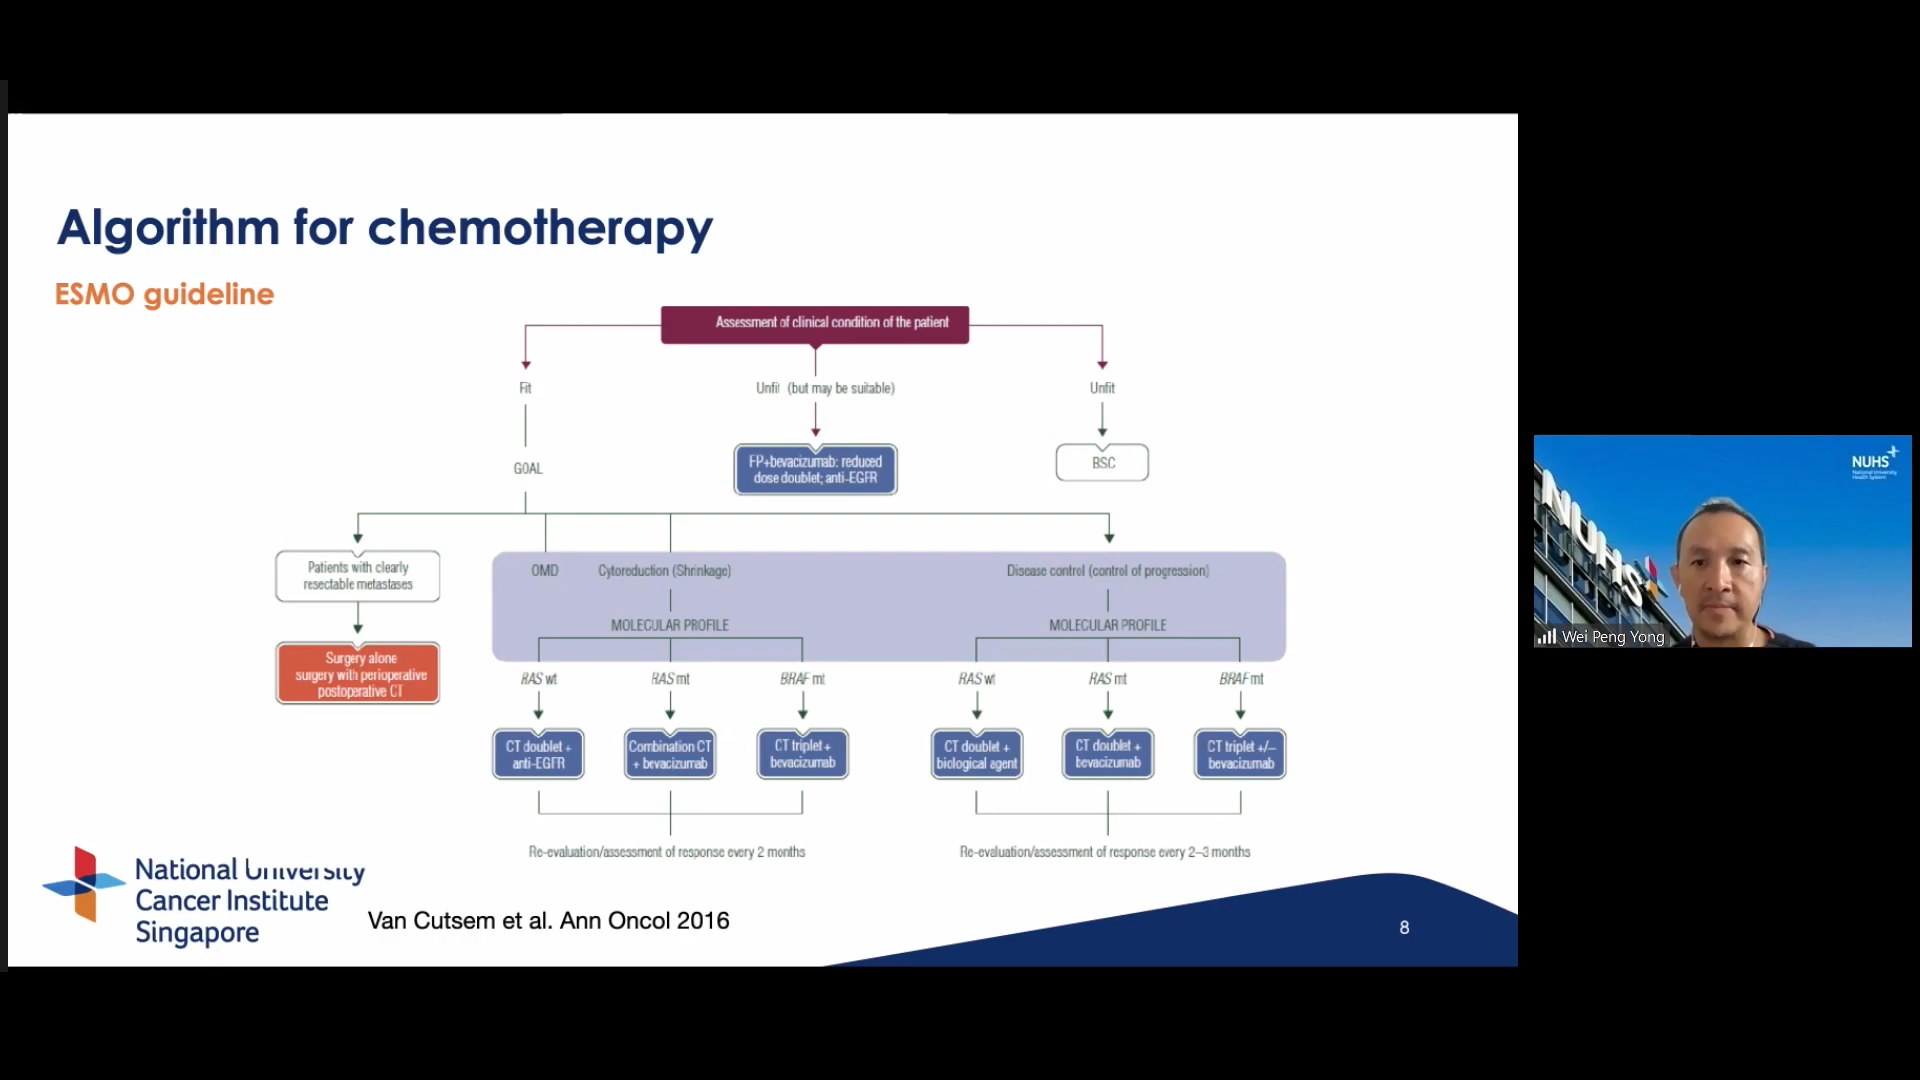 Algorithm for chemotherapy
ESMO guideline
Assessment of clinical condition of the patient
Fit
Unfit (but may be suitable)
Unfit
GOAL
FP+bevacizumab: reduced
dose doublet; anti-EGFR
BSC
Patients with clearly
resectable metastases
OMD
Cytoreduction (Shrinkage)
Disease control (control of progression)
MOLECULAR PROFILE
MOLECULAR PROFILE
Surgery alone
surgery with perioperative
postoperative CT
RAS wt
RAS mt
BRAF mt
RAS wt
RAS mt
BRAF mt
CT doublet +
anti-EGFR
Combination CT
+ bevacizumab
CT triplet +
bevacizumab
CT doublet +
biological agent
CT doublet +
bevacizumab
CT triplet +/–
bevacizumab
Re-evaluation/assessment of response every 2 months
Re-evaluation/assessment of response every 2–3 months
National University
Cancer Institute
Singapore
Van Cutsem et al. Ann Oncol 2016
8
NUHS
National University
Health System
NUHS
Wei Peng Yong